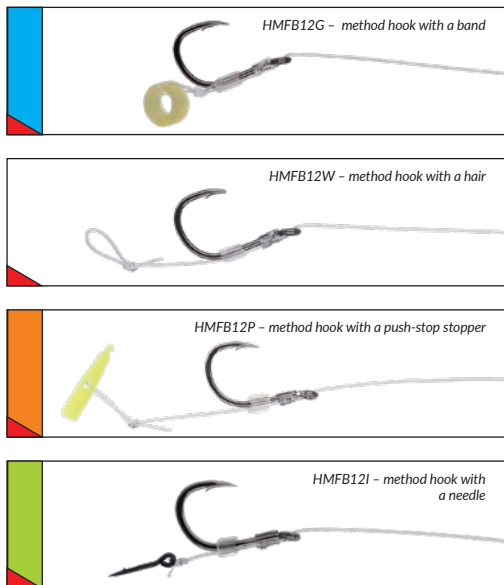 HMFB12G – method hook with a band
HMFB12W – method hook with a hair
HMFB12P – method hook with a push-stop stopper
HMFB12I – method hook with
a needle